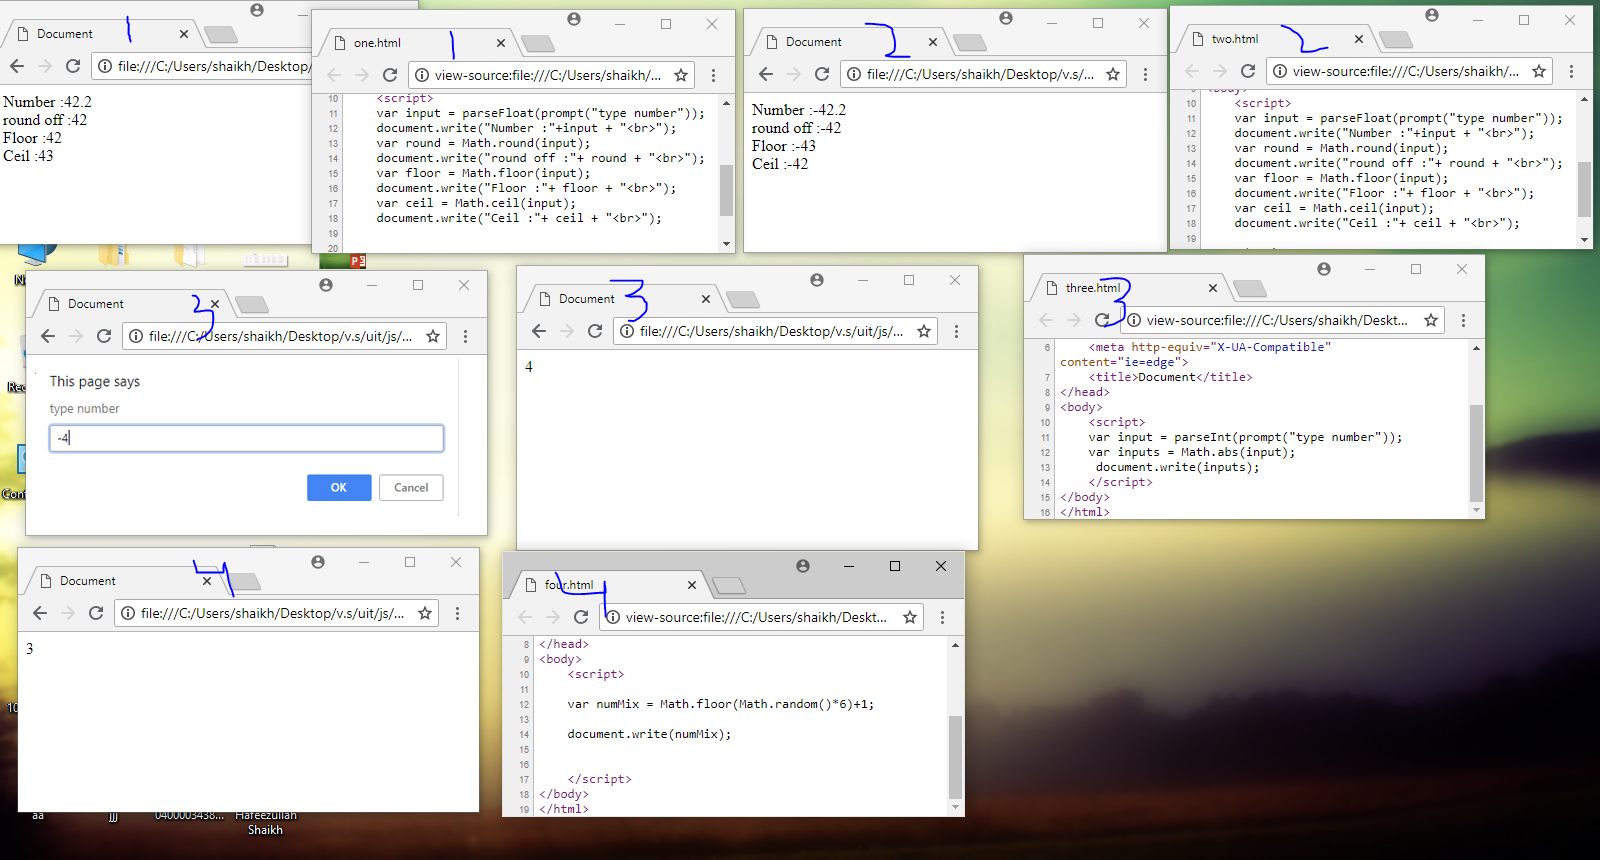 Document
1
file:///C:/Users/shaikh/Desktop/
Number :42.2
round off :42
Floor :42
Ceil :43
one.html
1
view-source:file:///C:/Users/shaikh/...
10 <script>
11 var input = parseFloat(prompt("type number"));
12 document.write("Number :"+input + "<br>");
13 var round = Math.round(input);
14 document.write("round off :"+ round + "<br>");
15 var floor = Math.floor(input);
16 document.write("Floor :"+ floor + "<br>");
17 var ceil = Math.ceil(input);
18 document.write("Ceil :"+ ceil + "<br>");
20
Document
2
file:///C:/Users/shaikh/Desktop/v.s/...
Number :-42.2
round off :-42
Floor :-43
Ceil :-42
two.html
2
view-source:file:///C:/Users/shaikh/...
9 <body>
10 <script>
11 var input = parseFloat(prompt("type number"));
12 document.write("Number :"+input + "<br>");
13 var round = Math.round(input);
14 document.write("round off :"+ round + "<br>");
15 var floor = Math.floor(input);
16 document.write("Floor :"+ floor + "<br>");
17 var ceil = Math.ceil(input);
18 document.write("Ceil :"+ ceil + "<br>");
19
Document
3
file:///C:/Users/shaikh/Desktop/v.s/uit/js/...
This page says
type number
-4
OK Cancel
Document
3
file:///C:/Users/shaikh/Desktop/v.s/uit/js/...
4
three.html
3
view-source:file:///C:/Users/shaikh/Deskt...
6 <meta http-equiv="X-UA-Compatible"
content="ie=edge">
7 <title>Document</title>
8 </head>
9 <body>
10 <script>
11 var input = parseInt(prompt("type number"));
12 var inputs = Math.abs(input);
13 document.write(inputs);
14 </script>
15 </body>
16 </html>
Document
4
file:///C:/Users/shaikh/Desktop/v.s/uit/js/...
3
four.html
4
view-source:file:///C:/Users/shaikh/Deskt...
8 </head>
9 <body>
10 <script>
11
12 var numMix = Math.floor(Math.random()*6)+1;
13
14 document.write(numMix);
15
16
17 </script>
18 </body>
19 </html>
aa
jjj
0400003438...
Hafeezullah
Shaikh